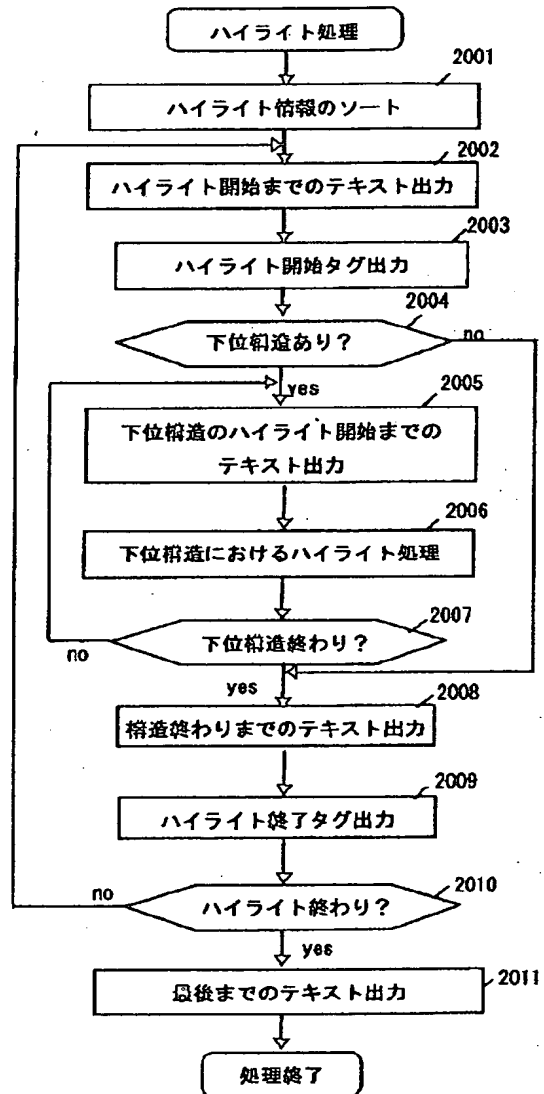 ハイライト処理
2001
ハイライト情報のソート
2002
ハイライト開始までのテキスト出力
2003
ハイライト開始タグ出力
2004
下位構造あり？
no
yes
2005
下位構造のハイライト開始までの
テキスト出力
2006
下位構造におけるハイライト処理
2007
下位構造終わり？
no
yes
2008
構造終わりまでのテキスト出力
2009
ハイライト終了タグ出力
2010
ハイライト終わり？
no
yes
2011
最後までのテキスト出力
処理終了